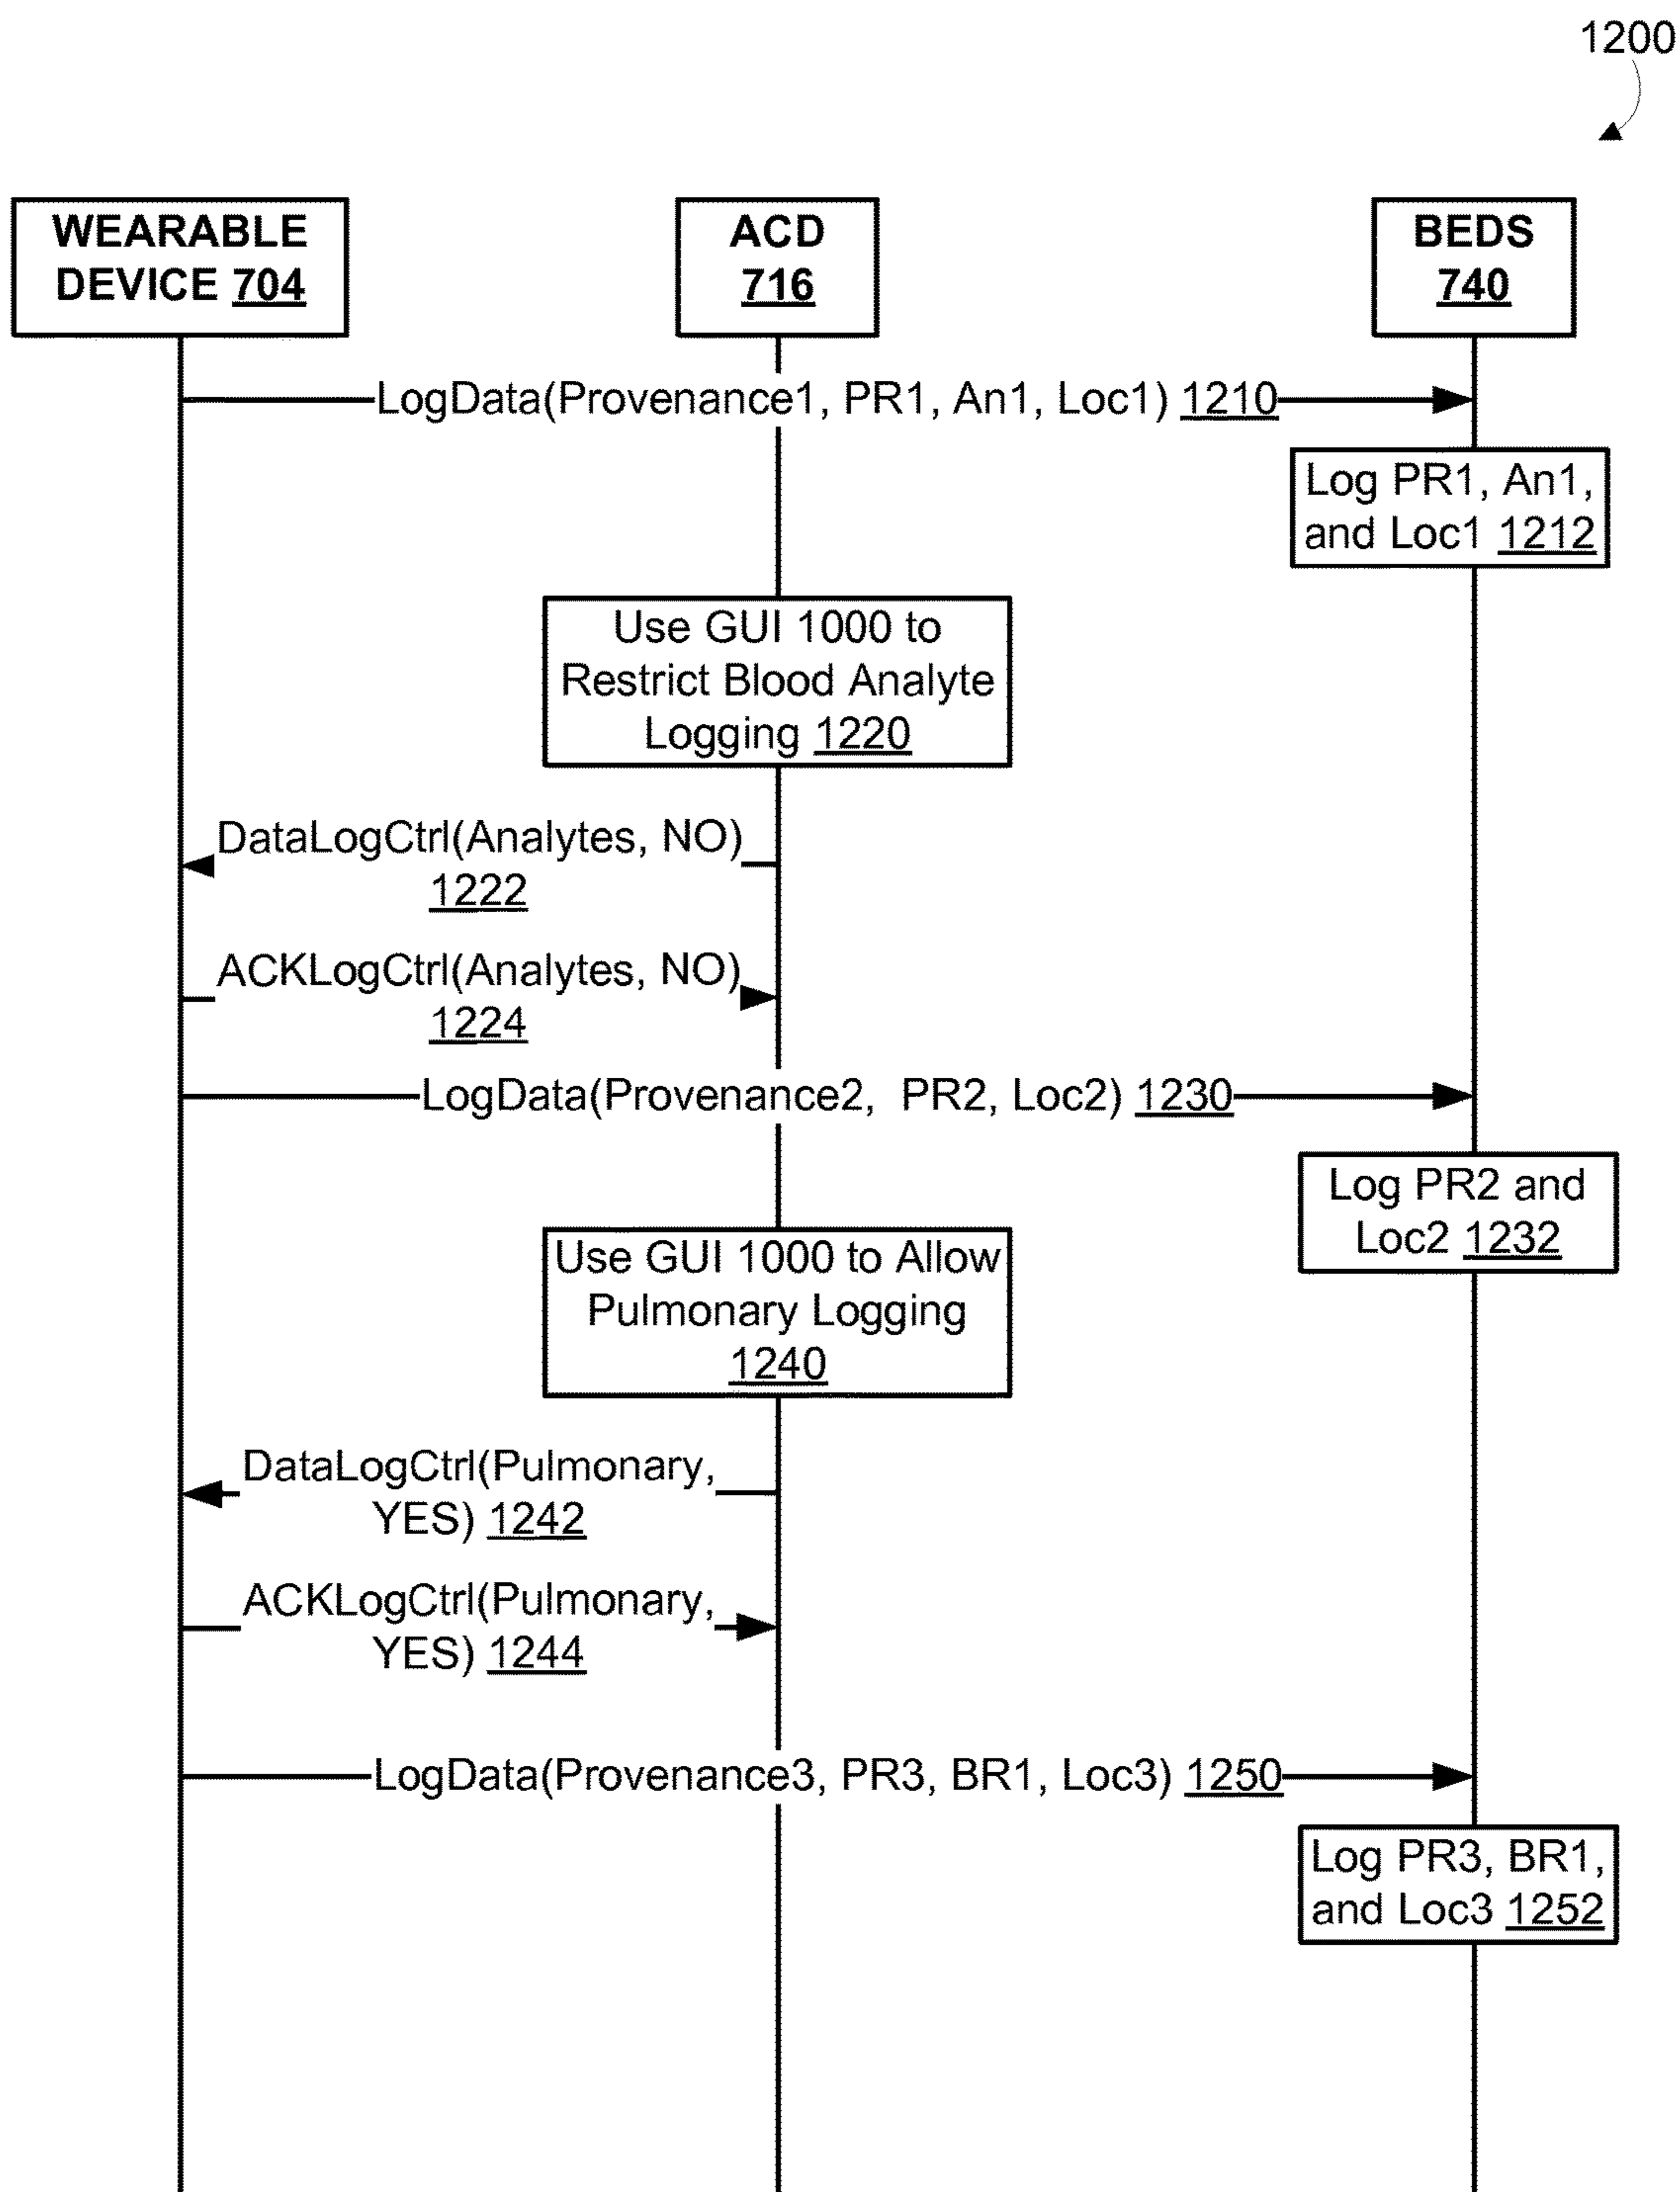 1200
WEARABLE
DEVICE 704
ACD
716
BEDS
740
LogData(Provenance1, PR1, An1, Loc1) 1210
Log PR1, An1,
and Loc1 1212
Use GUI 1000 to
Restrict Blood Analyte
Logging 1220
DataLogCtrl(Analytes, NO)
1222
ACKLogCtrl(Analytes, NO)
1224
LogData(Provenance2, PR2, Loc2) 1230
Log PR2 and
Loc2 1232
Use GUI 1000 to Allow
Pulmonary Logging
1240
DataLogCtrl(Pulmonary,
YES) 1242
ACKLogCtrl(Pulmonary,
YES) 1244
LogData(Provenance3, PR3, BR1, Loc3) 1250
Log PR3, BR1,
and Loc3 1252